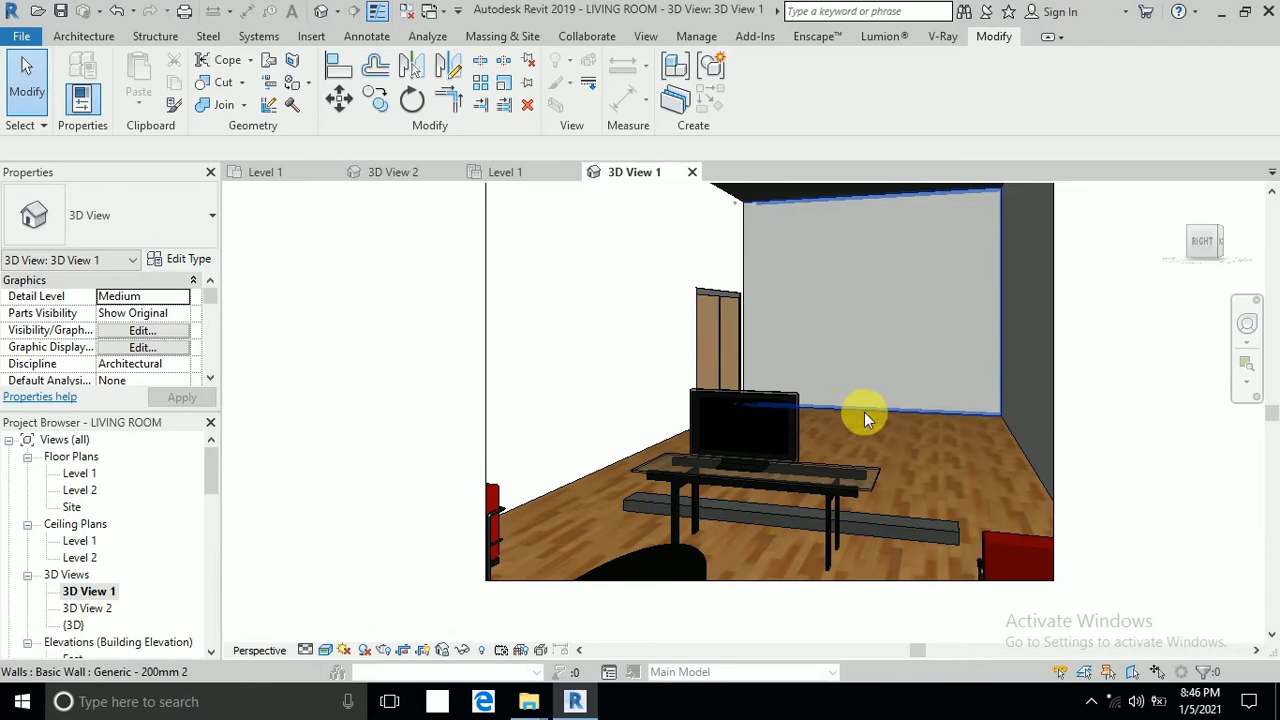 Autodesk Revit 2019 - LIVING ROOM - 3D View: 3D View 1
Type a keyword or phrase
Sign In
File Architecture Structure Steel Systems Insert Annotate Analyze Massing & Site Collaborate View Manage Add-Ins Enscape™ Lumion® V-Ray Modify
Modify
Paste
Cope
Cut
Join
Select Properties Clipboard Geometry Modify View Measure Create
Properties
Level 1
3D View 2
Level 1
3D View 1
3D View
3D View: 3D View 1
Edit Type
Graphics
Detail Level Medium
Parts Visibility Show Original
Visibility/Graph... Edit...
Graphic Display... Edit...
Discipline Architectural
Default Analysi... None
Properties help
Apply
Project Browser - LIVING ROOM
Views (all)
Floor Plans
Level 1
Level 2
Site
Ceiling Plans
Level 1
Level 2
3D Views
3D View 1
3D View 2
{3D}
Elevations (Building Elevation)
RIGHT
Activate Windows
Go to Settings to activate Windows.
Perspective
Walls : Basic Wall : Generic - 200mm 2
:0
Main Model
:0
Type here to search
8:46 PM
1/5/2021